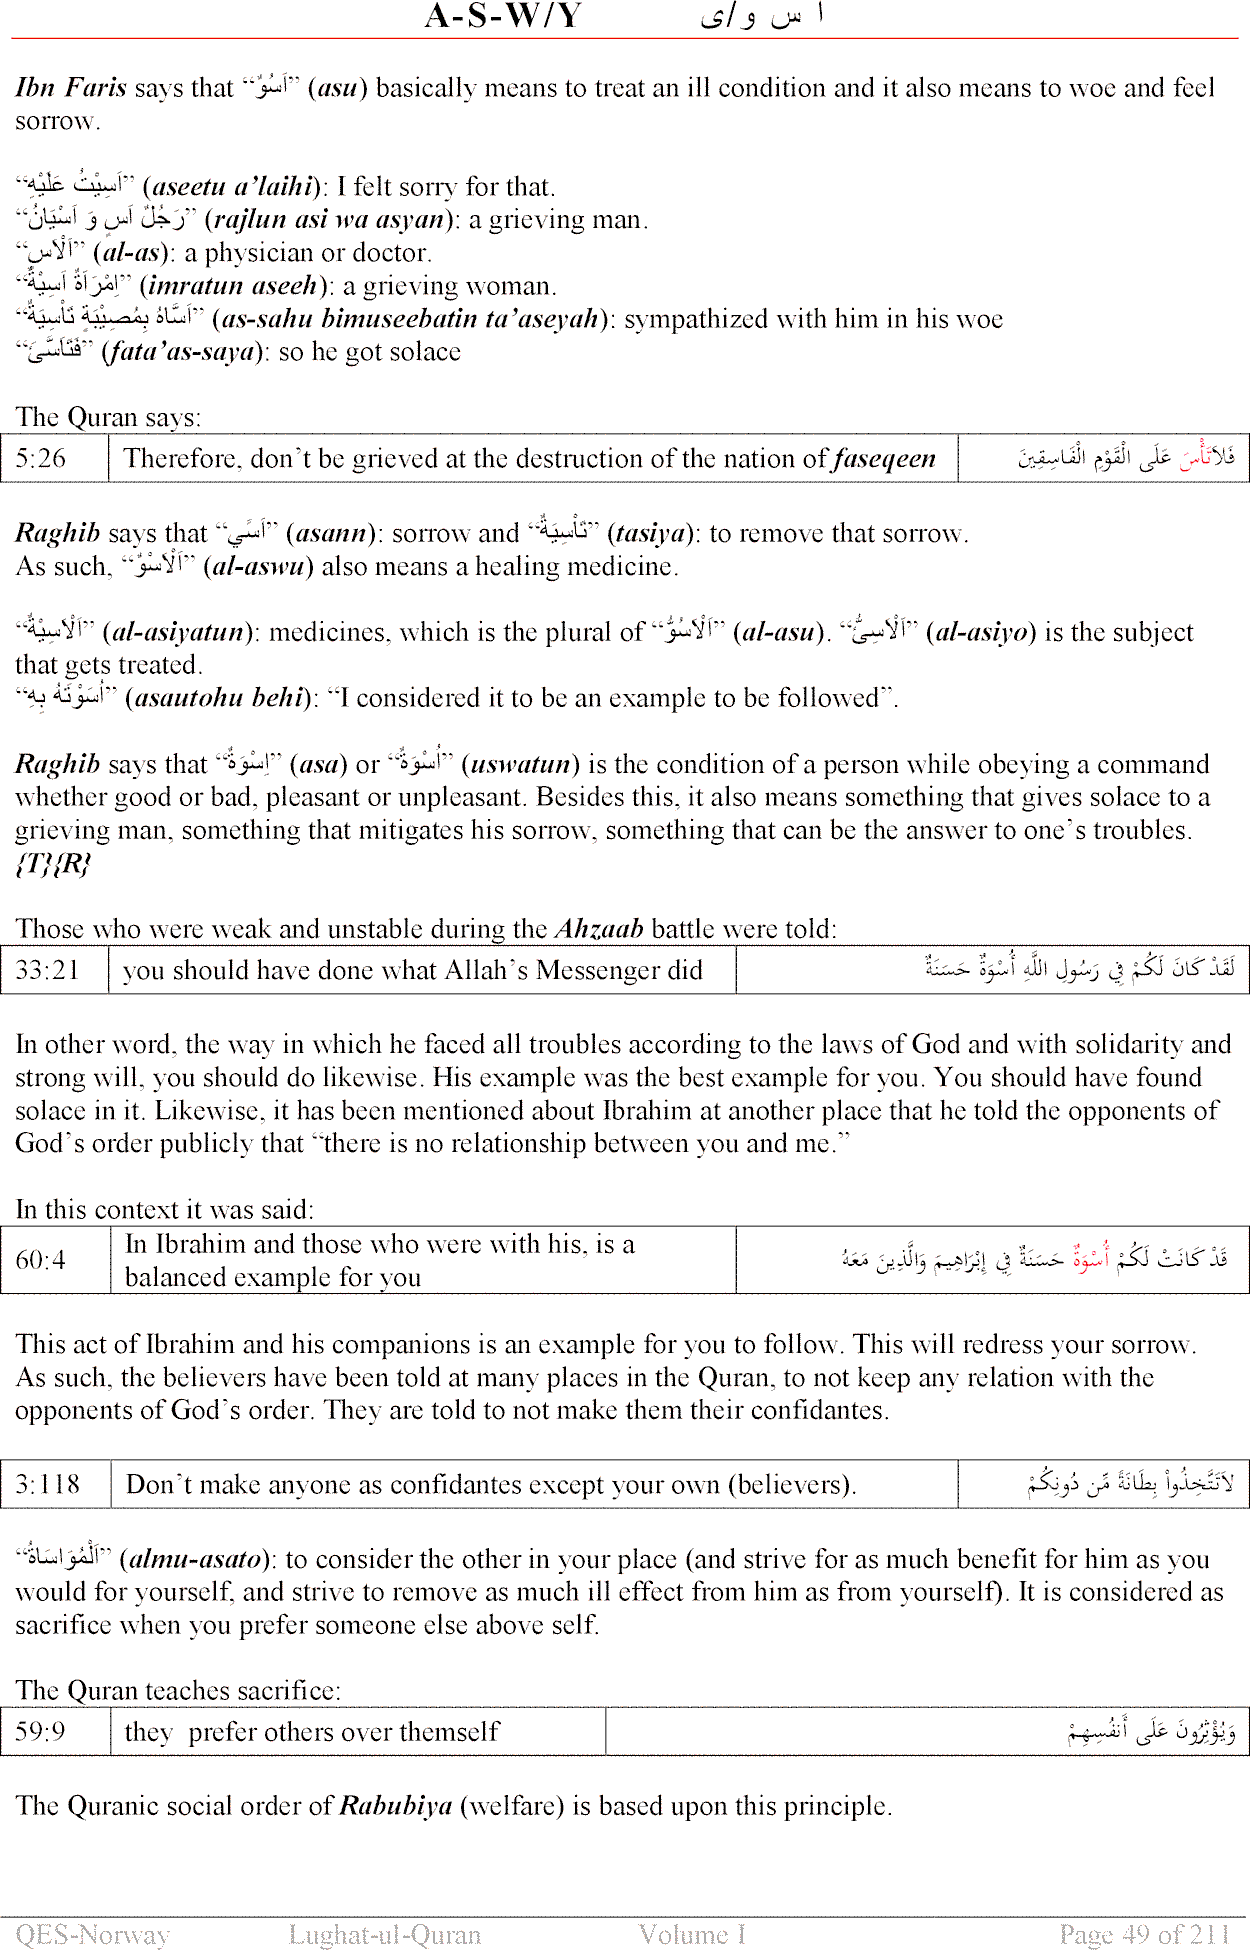 A-S-W/Y ا س و/ى
Ibn Faris says that “اَسُوٌ” (asu) basically means to treat an ill condition and it also means to woe and feel
sorrow.
“اَسِيْتُ عَلَيْهِ” (aseetu a’laihi): I felt sorry for that.
“رَجُلٌ اَسٍ وَ اَسْيَانُ” (rajlun asi wa asyan): a grieving man.
“اَلْاَسِ” (al-as): a physician or doctor.
“اِمْرَآَةٌ اَسِيْةٌ” (imratun aseeh): a grieving woman.
“اَسَّاهُ بِمُصِيْبَةٍ تَاْسِيَةٌ” (as-sahu bimuseebatin ta’aseyah): sympathized with him in his woe
“فَتَاَسَّىَ” (fata’as-saya): so he got solace
The Quran says:
5:26 Therefore, don’t be grieved at the destruction of the nation of faseqeen فَلاَتَأْسَ عَلَى الْقَوْمِ الْفَاسِقِينَ
Raghib says that “اَسًي” (asann): sorrow and “تَاْسِيَةٌ” (tasiya): to remove that sorrow.
As such, “اَلْاَسْوٌ” (al-aswu) also means a healing medicine.
“اَلْاَسِيْةٌ” (al-asiyatun): medicines, which is the plural of “اَلْاَسُوُّ” (al-asu). “اَلْاَسِىُّ” (al-asiyo) is the subject
that gets treated.
“اُسَوْتَهُ بِهِ” (asautohu behi): “I considered it to be an example to be followed”.
Raghib says that “اِسْوَةٌ” (asa) or “اُسْوَةٌ” (uswatun) is the condition of a person while obeying a command
whether good or bad, pleasant or unpleasant. Besides this, it also means something that gives solace to a
grieving man, something that mitigates his sorrow, something that can be the answer to one’s troubles.
{T}{R}
Those who were weak and unstable during the Ahzaab battle were told:
33:21 you should have done what Allah’s Messenger did لَقَدْ كَانَ لَكُمْ فِي رَسُولِ اللَّهِ أُسْوَةٌ حَسَنَةٌ
In other word, the way in which he faced all troubles according to the laws of God and with solidarity and
strong will, you should do likewise. His example was the best example for you. You should have found
solace in it. Likewise, it has been mentioned about Ibrahim at another place that he told the opponents of
God’s order publicly that “there is no relationship between you and me.”
In this context it was said:
60:4 In Ibrahim and those who were with his, is a قَدْ كَانَتْ لَكُمْ أُسْوَةٌ حَسَنَةٌ فِي إِبْرَاهِيمَ وَالَّذِينَ مَعَهُ
balanced example for you
This act of Ibrahim and his companions is an example for you to follow. This will redress your sorrow.
As such, the believers have been told at many places in the Quran, to not keep any relation with the
opponents of God’s order. They are told to not make them their confidantes.
3:118 Don’t make anyone as confidantes except your own (believers). لاَتَتَّخِذُواْ بِطَانَةً مِّن دُونِكُمْ
“اَلْمُوَاسَاةُ” (almu-asato): to consider the other in your place (and strive for as much benefit for him as you
would for yourself, and strive to remove as much ill effect from him as from yourself). It is considered as
sacrifice when you prefer someone else above self.
The Quran teaches sacrifice:
59:9 they prefer others over themself وَيُؤْثِرُونَ عَلَى أَنفُسِهِمْ
The Quranic social order of Rabubiya (welfare) is based upon this principle.
QES-Norway Lughat-ul-Quran Volume I Page 49 of 211